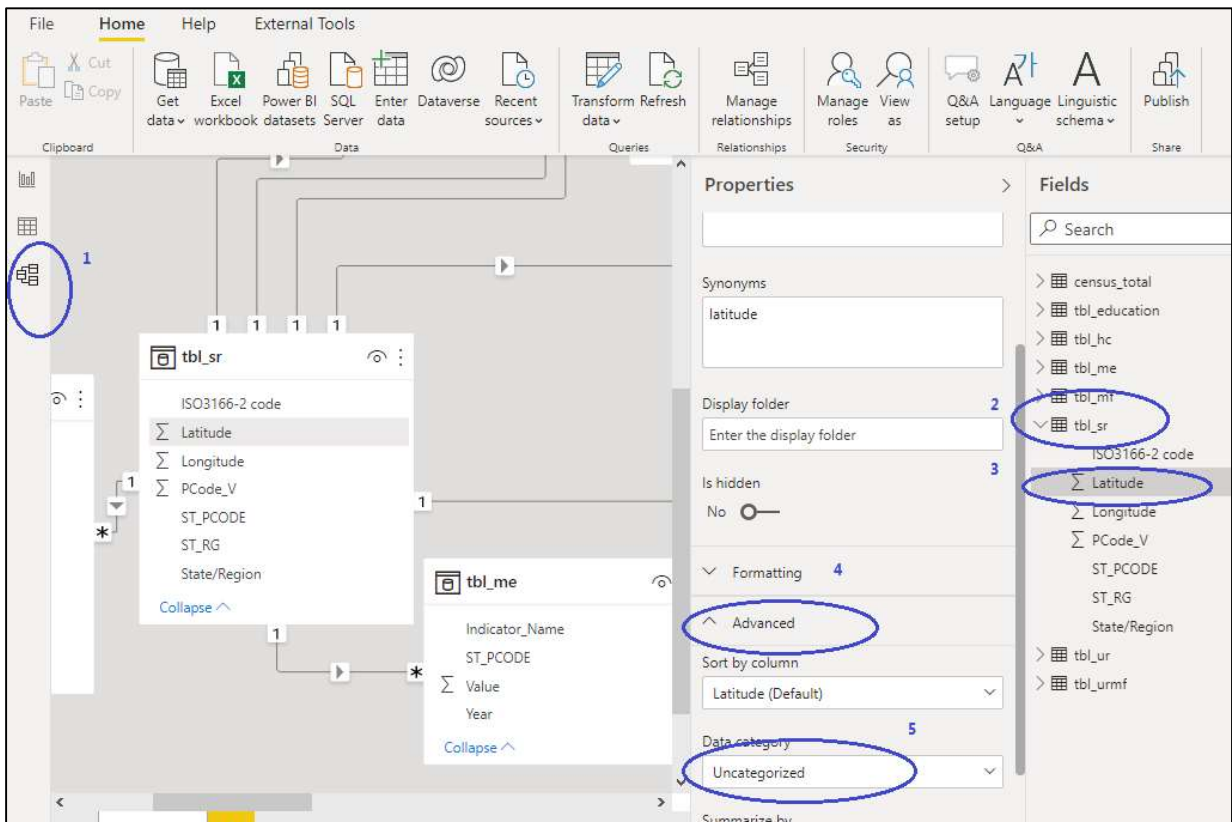 File Home Help External Tools
Cut
Copy
Paste
Get data
Excel workbook
Power BI datasets
SQL Server
Enter data
Dataverse
Recent sources
Transform data
Refresh
Manage relationships
Manage roles
View as
Q&A setup
Language
Linguistic schema
Publish
Clipboard
Data
Queries
Relationships
Security
Q&A
Share
1
1 1 1 1
tbl_sr
ISO3166-2 code
Latitude
Longitude
PCode_V
ST_PCODE
ST_RG
State/Region
Collapse
1
*
1
1
*
tbl_me
Indicator_Name
ST_PCODE
Value
Year
Collapse
Properties
Synonyms
latitude
Display folder
2
Enter the display folder
3
Is hidden
No
Formatting 4
Advanced
Sort by column
Latitude (Default)
Data category
5
Uncategorized
Summarize by
Fields
Search
census_total
tbl_education
tbl_hc
tbl_me
tbl_mf
tbl_sr
ISO3166-2 code
Latitude
Longitude
PCode_V
ST_PCODE
ST_RG
State/Region
tbl_ur
tbl_urmf